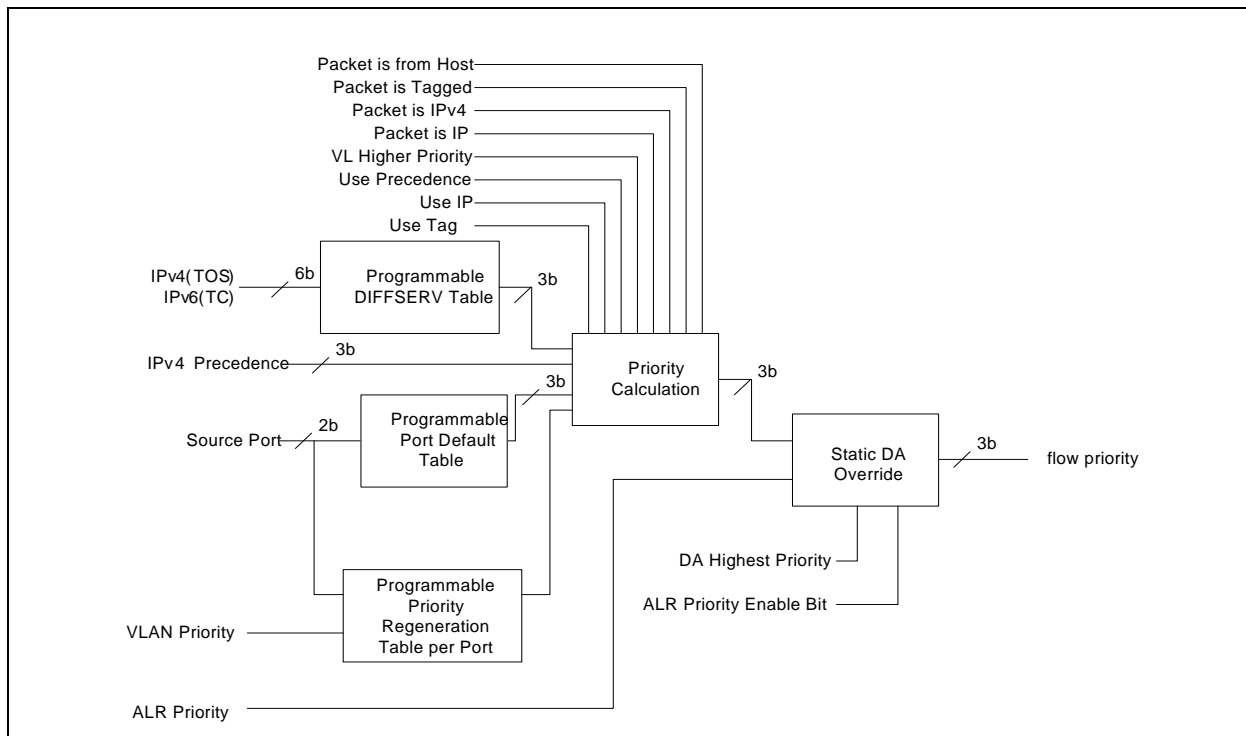 Packet is from Host
Packet is Tagged
Packet is IPv4
Packet is IP
VL Higher Priority
Use Precedence
Use IP
Use Tag
IPv4(TOS)
IPv6(TC)
6b
Programmable
DIFFSERV Table
3b
IPv4 Precedence
3b
3b
Priority
Calculation
3b
Source Port
2b
Programmable
Port Default
Table
Static DA
Override
3b
flow priority
DA Highest Priority
ALR Priority Enable Bit
Programmable
Priority
Regeneration
Table per Port
VLAN Priority
ALR Priority